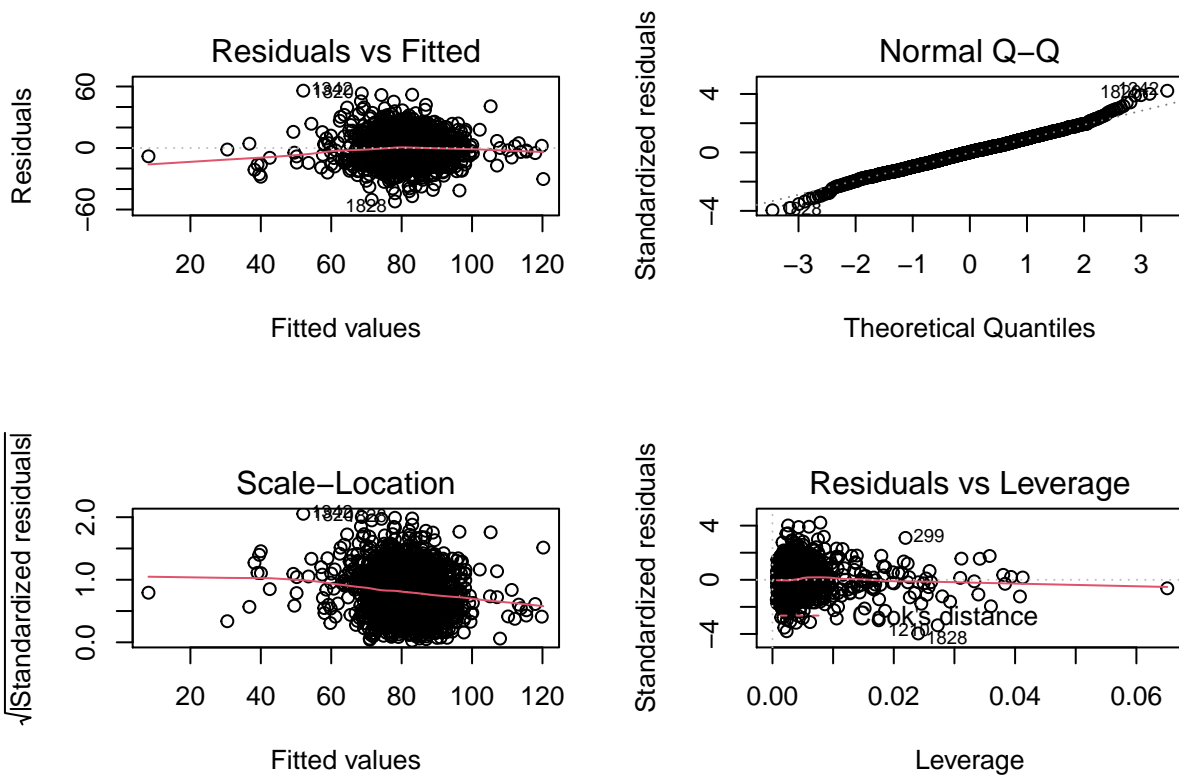 Residuals vs Fitted
Residuals
−60
0
60
1828
20 40 60 80 100 120
Fitted values
Normal Q−Q
Standardized residuals
−4
0
4
−3 −2 −1 0 1 2 3
Theoretical Quantiles
Scale−Location
√|Standardized residuals|
0.0
1.0
2.0
20 40 60 80 100 120
Fitted values
Residuals vs Leverage
Standardized residuals
−4
0
4
299
Cook's distance
1828
0.00 0.02 0.04 0.06
Leverage